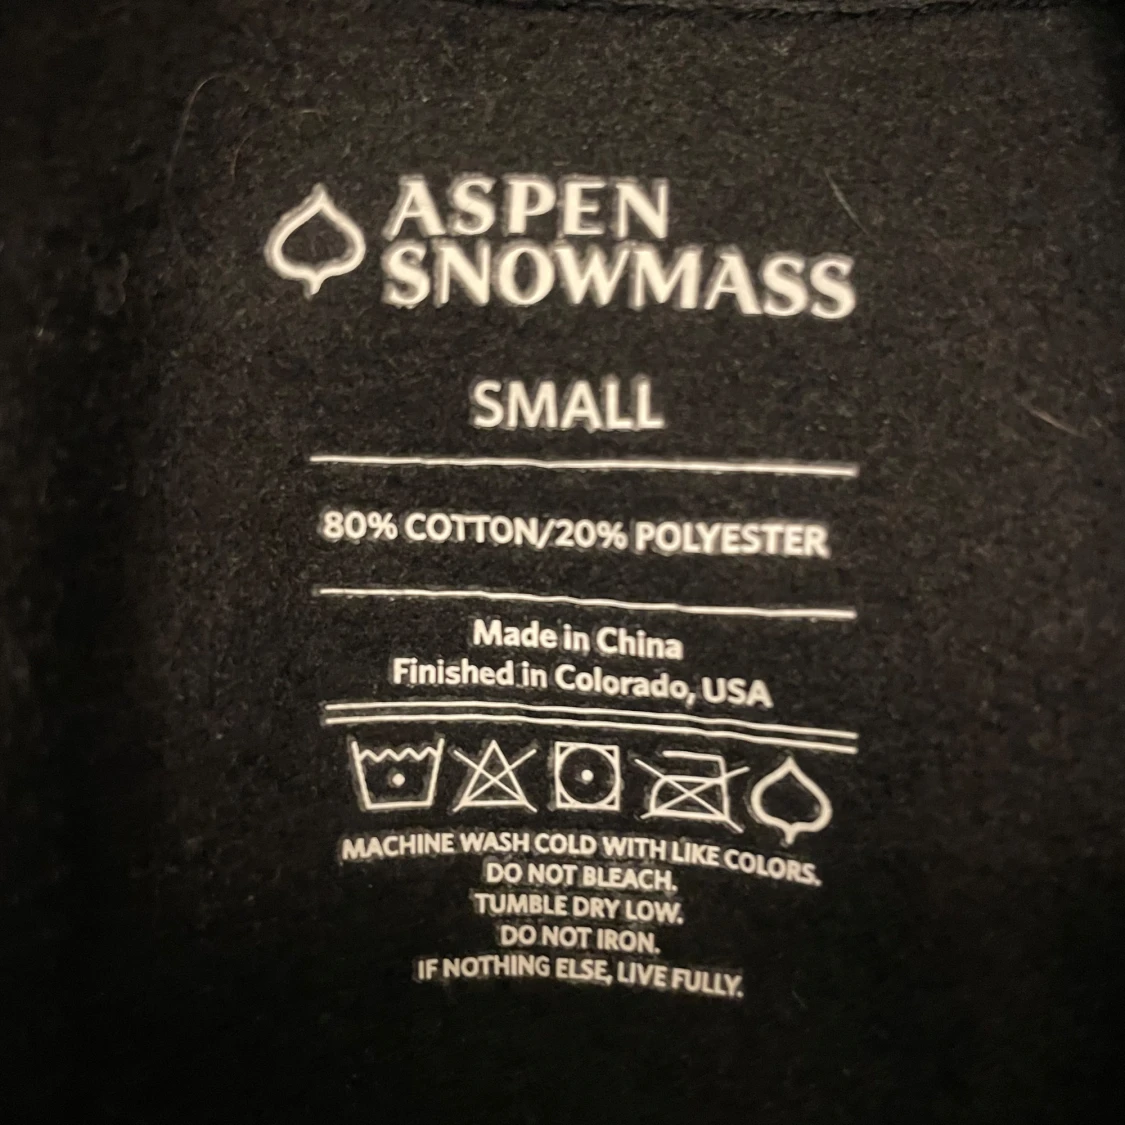 ASPEN
SNOWMASS
SMALL
80% COTTON/20% POLYESTER
Made in China
Finished in Colorado, USA
MACHINE WASH COLD WITH LIKE COLORS.
DO NOT BLEACH.
TUMBLE DRY LOW.
DO NOT IRON.
IF NOTHING ELSE, LIVE FULLY.